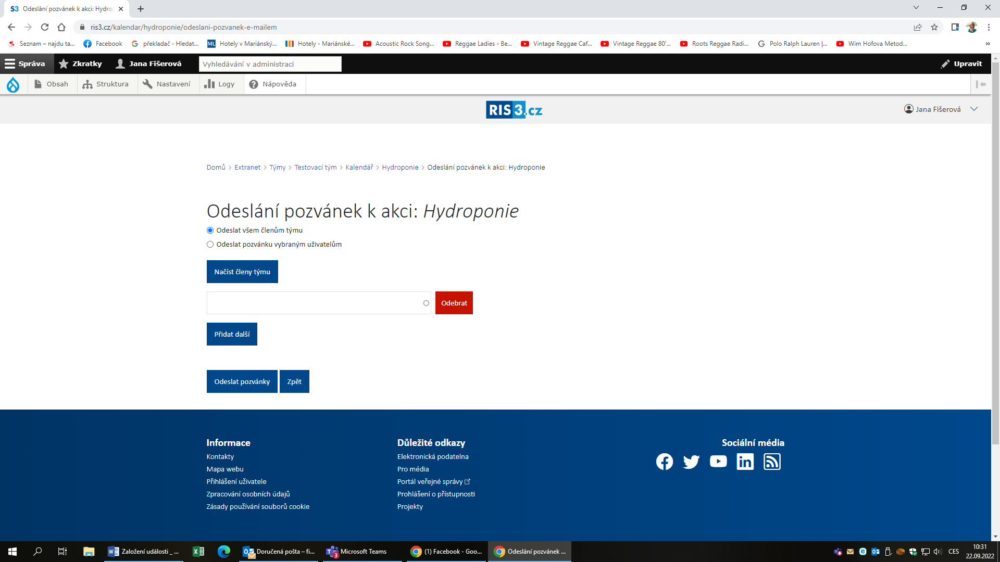 S3 Odeslání pozvánek k akci: Hydro
ris3.cz/kalendar/hydroponie/odeslani-pozvanek-e-mailem
Seznam – najdu ta... Facebook překladač - Hledat... ML Hotely v Mariánský... Hotely - Mariánské... Acoustic Rock Song... Reggae Ladies - Be... Vintage Reggae Caf... Vintage Reggae 80'... Roots Reggae Radi... Polo Ralph Lauren |... Wim Hofova Metod...
Správa Zkratky Jana Fišerová Vyhledávání v administraci Upravit
Obsah Struktura Nastavení Logy Nápověda
RIS3.cz Jana Fišerová
Domů > Extranet > Týmy > Testovací tým > Kalendář > Hydroponie > Odeslání pozvánek k akci: Hydroponie
Odeslání pozvánek k akci: Hydroponie
Odeslat všem členům týmu
Odeslat pozvánku vybraným uživatelům
Načíst členy týmu
Odebrat
Přidat další
Odeslat pozvánky Zpět
Informace
Kontakty
Mapa webu
Přihlášení uživatele
Zpracování osobních údajů
Zásady používání souborů cookie
Důležité odkazy
Elektronická podatelna
Pro média
Portál veřejné správy
Prohlášení o přístupnosti
Projekty
Sociální média
Založení události _ ... Doručená pošta – fi... 3 Microsoft Teams (1) Facebook - Goo... Odeslání pozvánek ... CES 10:31
22.09.2022